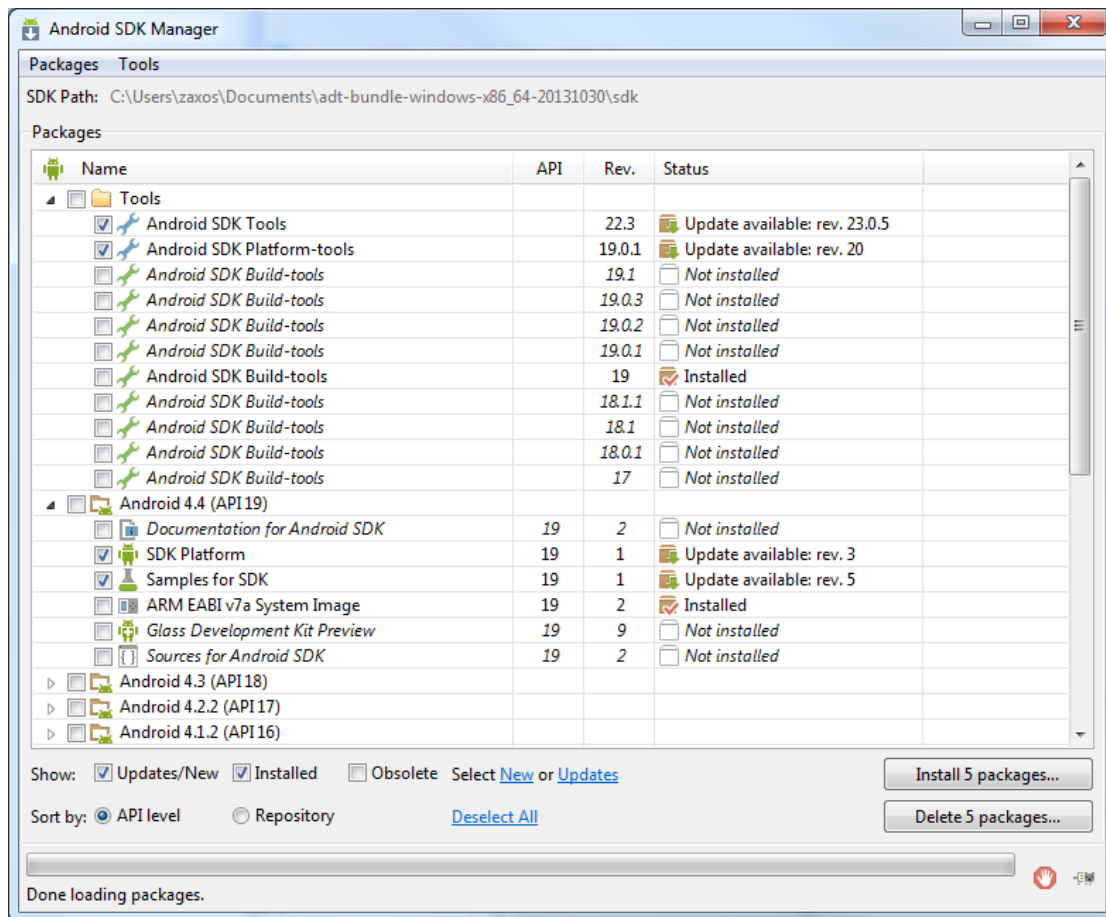 Android SDK Manager
Packages Tools
SDK Path: C:\Users\zaxos\Documents\adt-bundle-windows-x86_64-20131030\sdk
Packages
Name API Rev. Status
Tools
Android SDK Tools 22.3 Update available: rev. 23.0.5
Android SDK Platform-tools 19.0.1 Update available: rev. 20
Android SDK Build-tools 19.1 Not installed
Android SDK Build-tools 19.0.3 Not installed
Android SDK Build-tools 19.0.2 Not installed
Android SDK Build-tools 19.0.1 Not installed
Android SDK Build-tools 19 Installed
Android SDK Build-tools 18.1.1 Not installed
Android SDK Build-tools 18.1 Not installed
Android SDK Build-tools 18.0.1 Not installed
Android SDK Build-tools 17 Not installed
Android 4.4 (API 19)
Documentation for Android SDK 19 2 Not installed
SDK Platform 19 1 Update available: rev. 3
Samples for SDK 19 1 Update available: rev. 5
ARM EABI v7a System Image 19 2 Installed
Glass Development Kit Preview 19 9 Not installed
Sources for Android SDK 19 2 Not installed
Android 4.3 (API 18)
Android 4.2.2 (API 17)
Android 4.1.2 (API 16)
Show: Updates/New Installed Obsolete Select New or Updates Install 5 packages...
Sort by: API level Repository Deselect All Delete 5 packages...
Done loading packages.